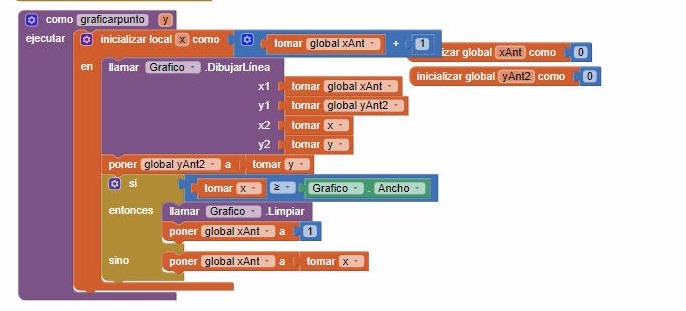 como graficarpunto y
ejecutar inicializar local x como tomar global xAnt + 1
izar global xAnt como 0
en llamar Grafico .DibujarLínea
inicializar global yAnt2 como 0
x1 tomar global xAnt
y1 tomar global yAnt2
x2 tomar x
y2 tomar y
poner global yAnt2 a tomar y
si tomar x ≥ Grafico . Ancho
entonces llamar Grafico .Limpiar
poner global xAnt a 1
sino poner global xAnt a tomar x